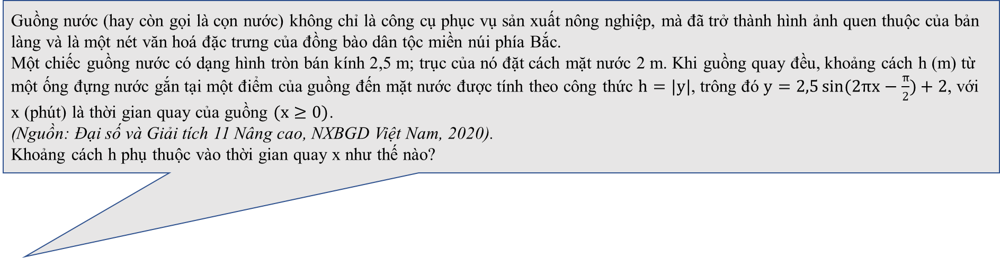 Guồng nước (hay còn gọi là cọn nước) không chỉ là công cụ phục vụ sản xuất nông nghiệp, mà đã trở thành hình ảnh quen thuộc của bản
làng và là một nét văn hoá đặc trưng của đồng bào dân tộc miền núi phía Bắc.
Một chiếc guồng nước có dạng hình tròn bán kính 2,5 m; trục của nó đặt cách mặt nước 2 m. Khi guồng quay đều, khoảng cách h (m) từ
một ống đựng nước gắn tại một điểm của guồng đến mặt nước được tính theo công thức h = |y|, trông đó y = 2,5 sin(2πx − π/2) + 2, với
x (phút) là thời gian quay của guồng (x ≥ 0).
(Nguồn: Đại số và Giải tích 11 Nâng cao, NXBGD Việt Nam, 2020).
Khoảng cách h phụ thuộc vào thời gian quay x như thế nào?